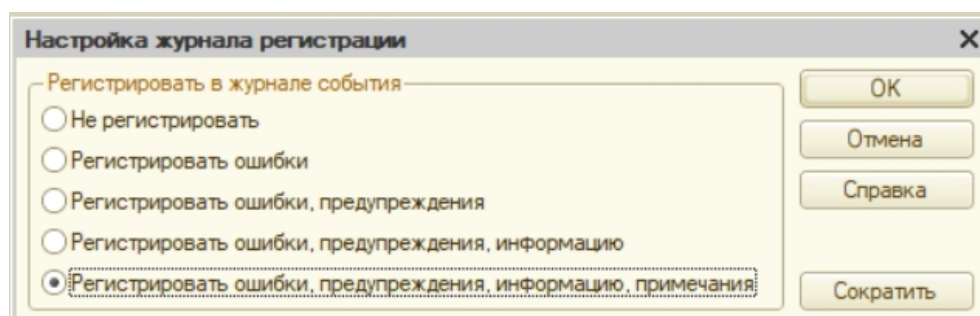 Настройка журнала регистрации
Регистрировать в журнале события
Не регистрировать
Регистрировать ошибки
Регистрировать ошибки, предупреждения
Регистрировать ошибки, предупреждения, информацию
Регистрировать ошибки, предупреждения, информацию, примечания
ОК
Отмена
Справка
Сократить